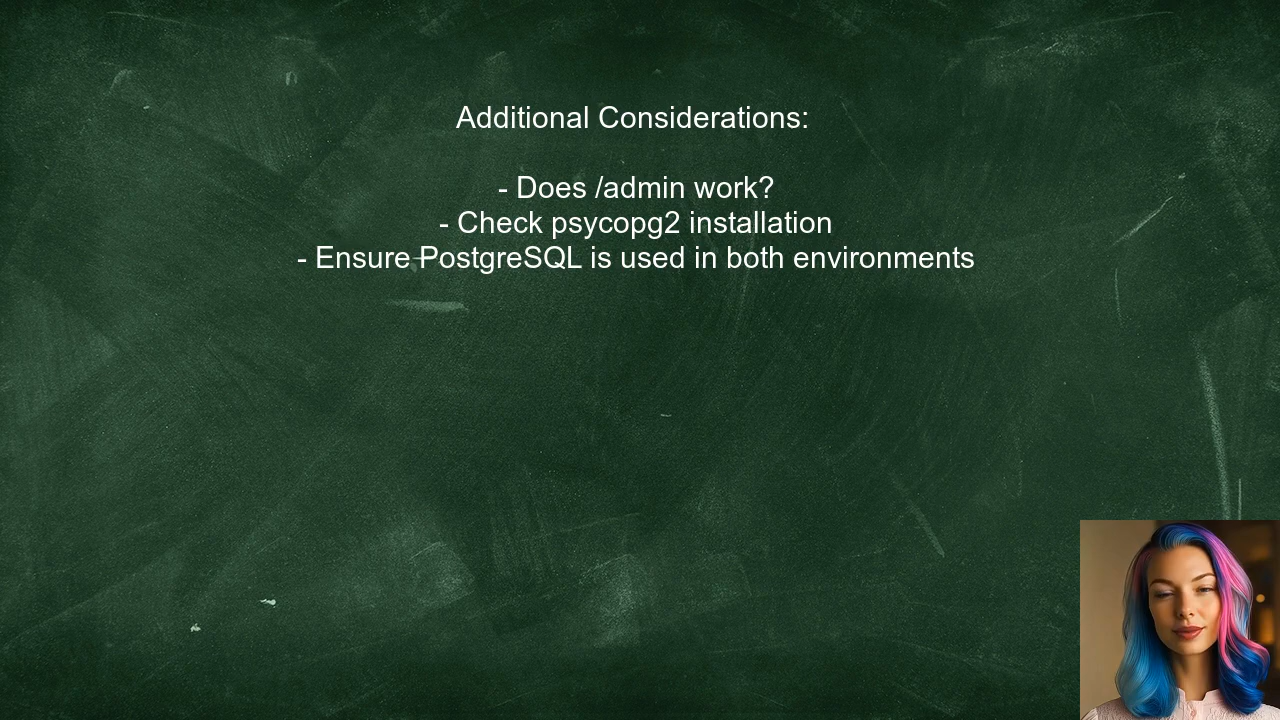 Additional Considerations:
- Does /admin work?
- Check psycopg2 installation
- Ensure PostgreSQL is used in both environments